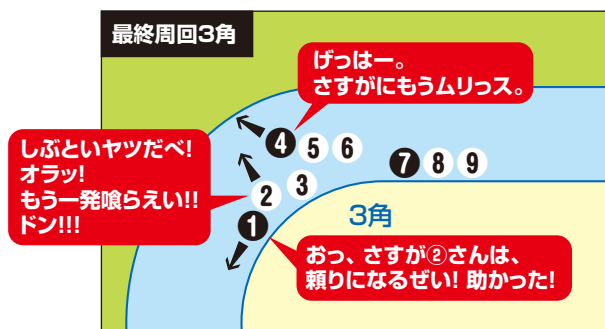 最終周回3角
げっはー。
さすがにもうムリっス。
4 5 6
7 8 9
しぶといヤツだべ!
オラッ!
もう一発喰らえい!!
ドン!!!
2 3
1
3角
おっ、さすが②さんは、
頼りになるぜい! 助かった!